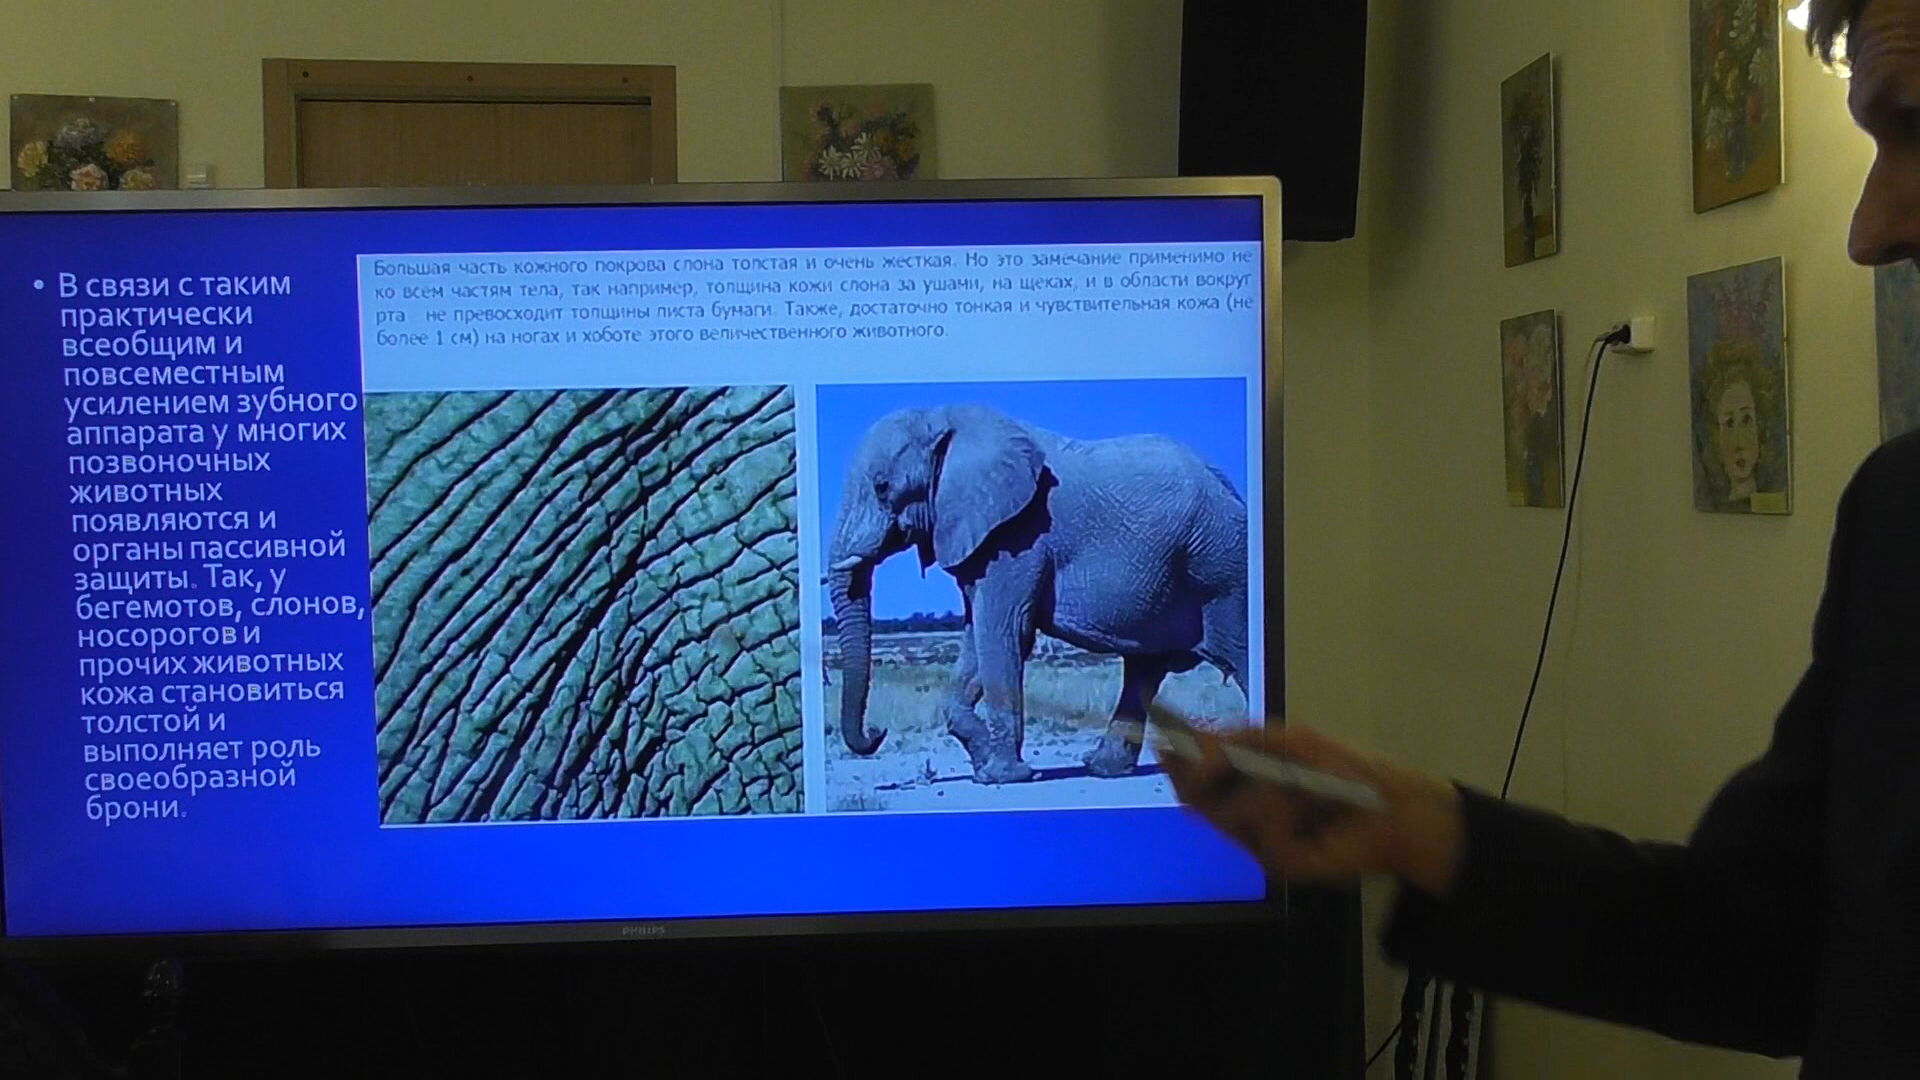 • В связи с таким
практически
всеобщим и
повсеместным
усилением зубного
аппарата у многих
позвоночных
животных
появляются и
органы пассивной
защиты. Так, у
бегемотов, слонов,
носорогов и
прочих животных
кожа становиться
толстой и
выполняет роль
своеобразной
брони.
Большая часть кожного покрова слона толстая и очень жесткая. Но это замечание применимо не
ко всем частям тела, так например, толщина кожи слона за ушами, на щеках, и в области вокруг
рта не превосходит толщины листа бумаги. Также, достаточно тонкая и чувствительная кожа (не
более 1 см) на ногах и хоботе этого величественного животного.
PHILIPS